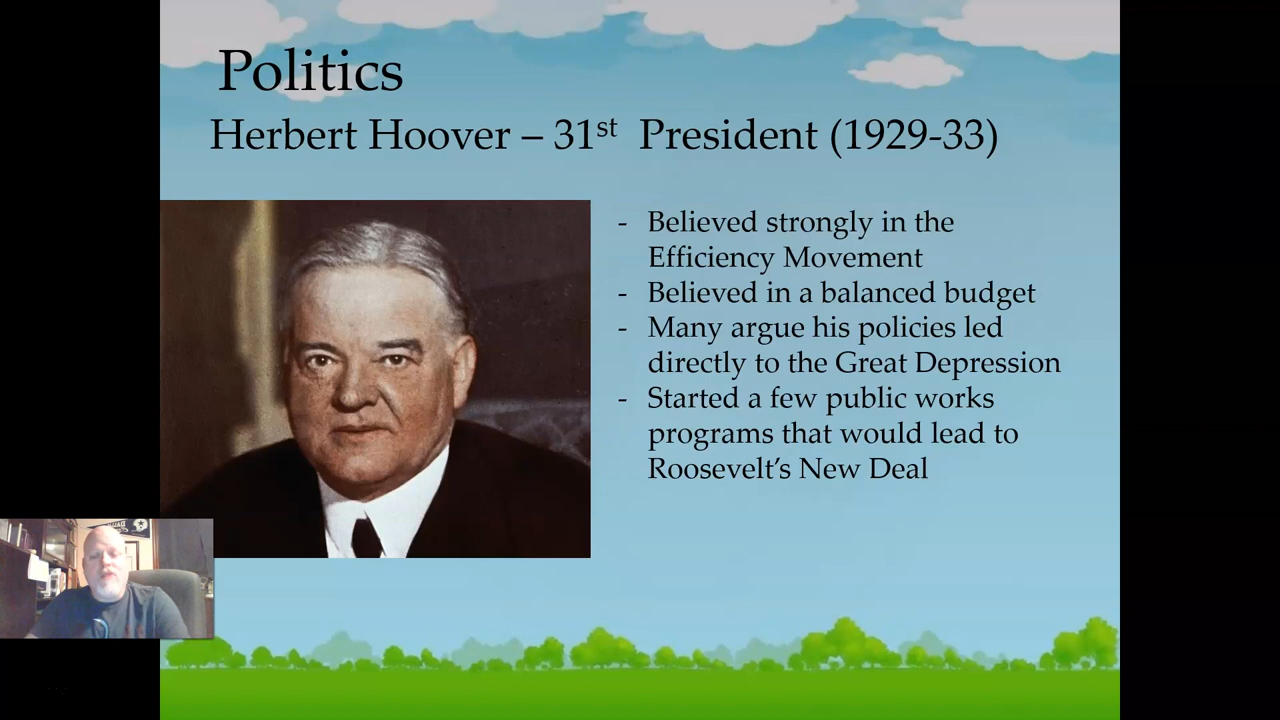 Politics
Herbert Hoover – 31st President (1929-33)
- Believed strongly in the
Efficiency Movement
- Believed in a balanced budget
- Many argue his policies led
directly to the Great Depression
- Started a few public works
programs that would lead to
Roosevelt's New Deal